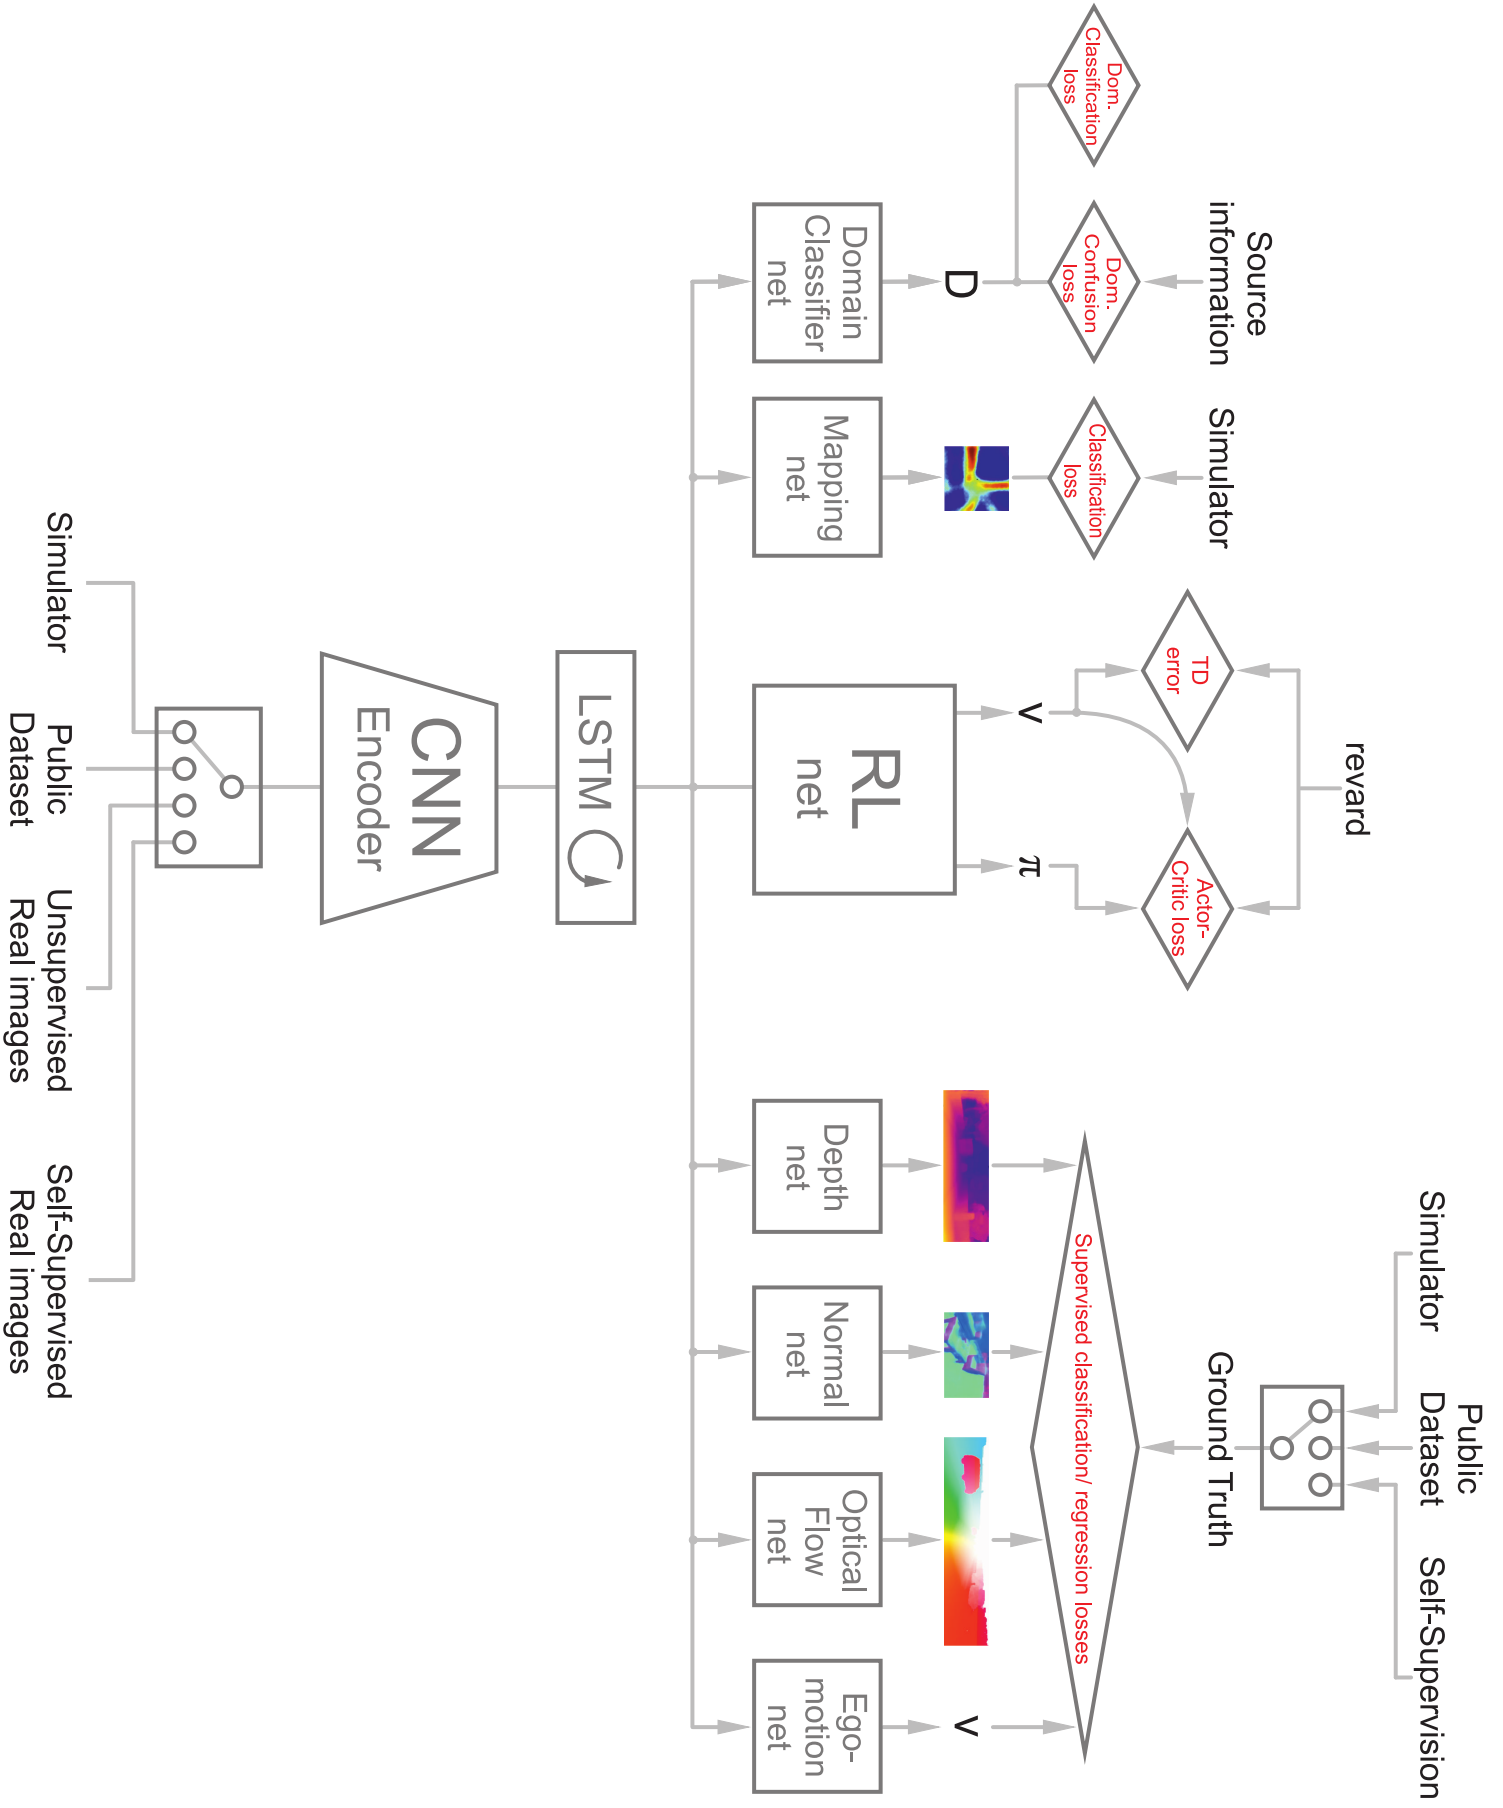 Simulator
Public
Dataset
Self-Supervision
revard
Source
information
Simulator
Ground Truth
Dom.
Classification
loss
Dom.
Confusion
loss
Classification
loss
TD
error
Actor-
Critic loss
Supervised classification/ regression losses
D
v
π
v
Domain
Classifier
net
Mapping
net
RL
net
Depth
net
Normal
net
Optical
Flow
net
Ego-
motion
net
LSTM
CNN
Encoder
Simulator
Public
Dataset
Unsupervised
Real images
Self-Supervised
Real images